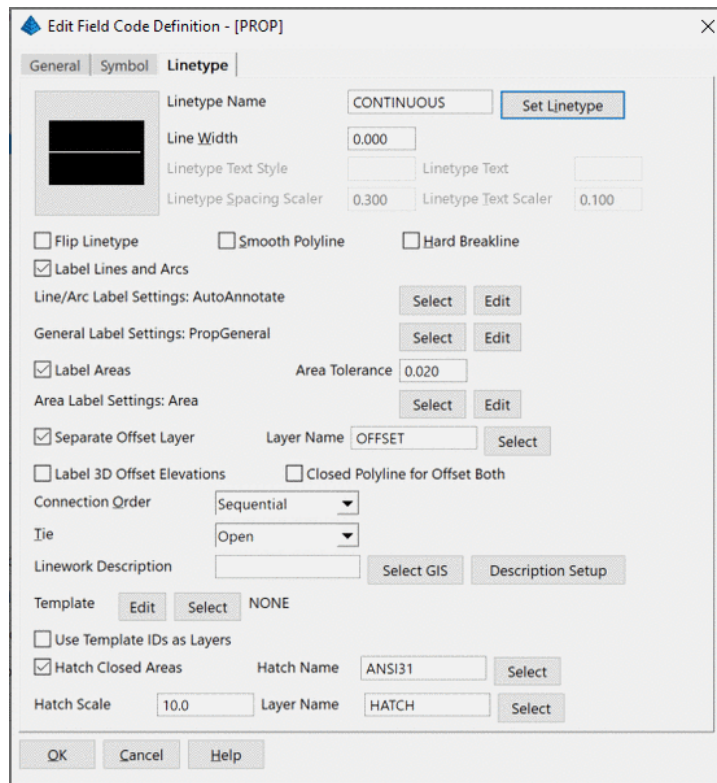 Edit Field Code Definition - [PROP]
General Symbol Linetype
Linetype Name CONTINUOUS Set Linetype
Line Width 0.000
Linetype Text Style Linetype Text
Linetype Spacing Scaler 0.300 Linetype Text Scaler 0.100
Flip Linetype Smooth Polyline Hard Breakline
Label Lines and Arcs
Line/Arc Label Settings: AutoAnnotate Select Edit
General Label Settings: PropGeneral Select Edit
Label Areas Area Tolerance 0.020
Area Label Settings: Area Select Edit
Separate Offset Layer Layer Name OFFSET Select
Label 3D Offset Elevations Closed Polyline for Offset Both
Connection Order Sequential
Tie Open
Linework Description Select GIS Description Setup
Template Edit Select NONE
Use Template IDs as Layers
Hatch Closed Areas Hatch Name ANSI31 Select
Hatch Scale 10.0 Layer Name HATCH Select
OK Cancel Help